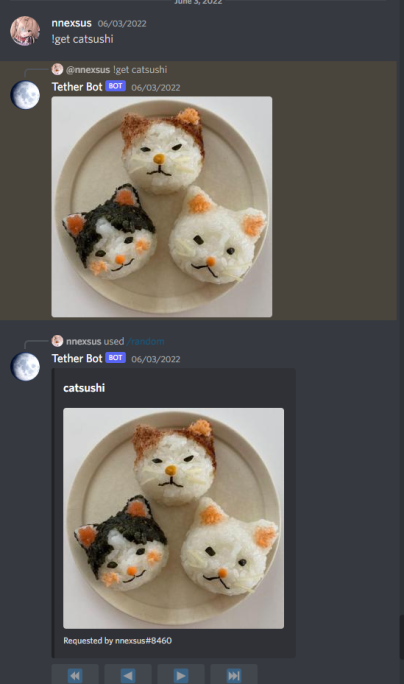 June 3, 2022
nnexsus 06/03/2022
!get catsushi
@nnexsus !get catsushi
Tether Bot BOT 06/03/2022
nnexsus used /random
Tether Bot BOT 06/03/2022
catsushi
Requested by nnexsus#8460